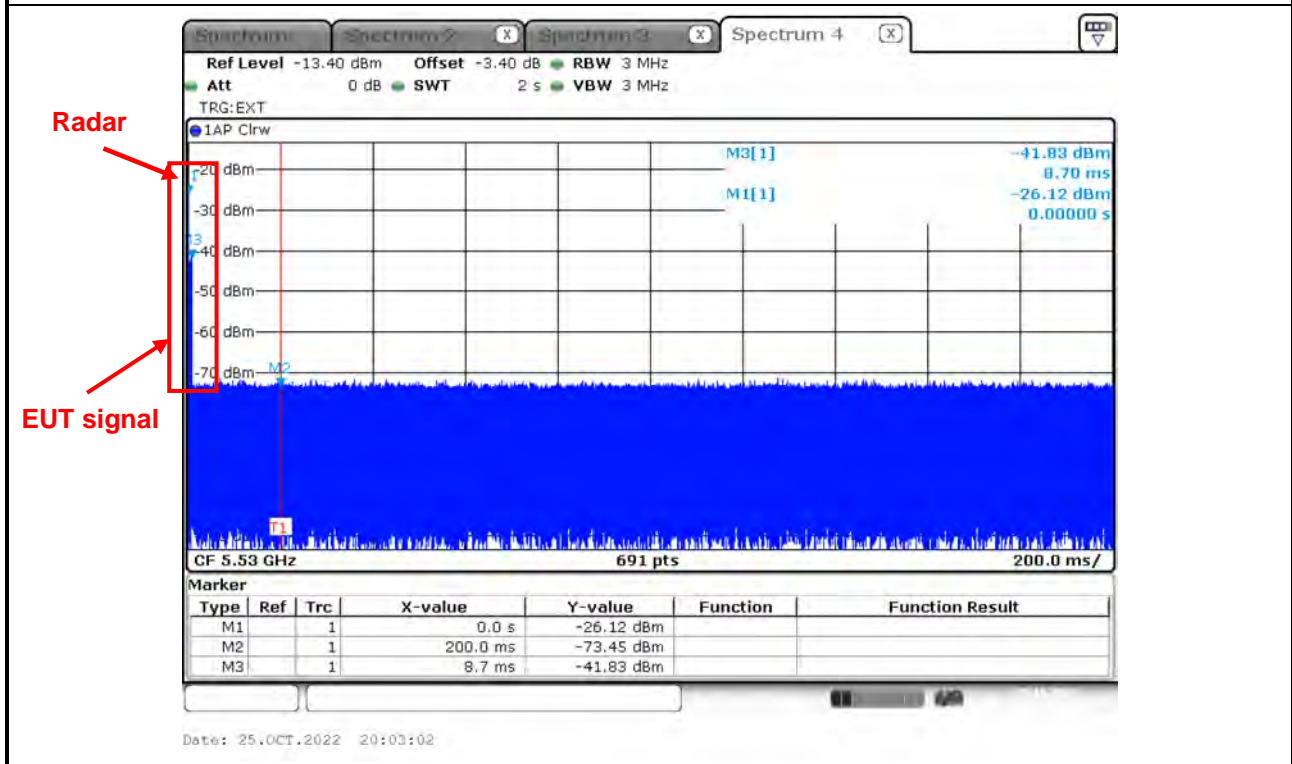 Spectrum Spectrum 2 X Spectrum 3 X Spectrum 4 X
Ref Level -13.40 dBm Offset -3.40 dB RBW 3 MHz
Att 0 dB SWT 2 s VBW 3 MHz
TRG:EXT
Radar
1AP Clrw
M3[1] -41.83 dBm
8.70 ms
M1[1] -26.12 dBm
0.00000 s
-20 dBm
-30 dBm
-40 dBm
-50 dBm
-60 dBm
-70 dBm
M2
EUT signal
T1
CF 5.53 GHz 691 pts 200.0 ms/
Marker
Type Ref Trc X-value Y-value Function Function Result
M1 1 0.0 s -26.12 dBm
M2 1 200.0 ms -73.45 dBm
M3 1 8.7 ms -41.83 dBm
Date: 25.OCT.2022 20:03:02